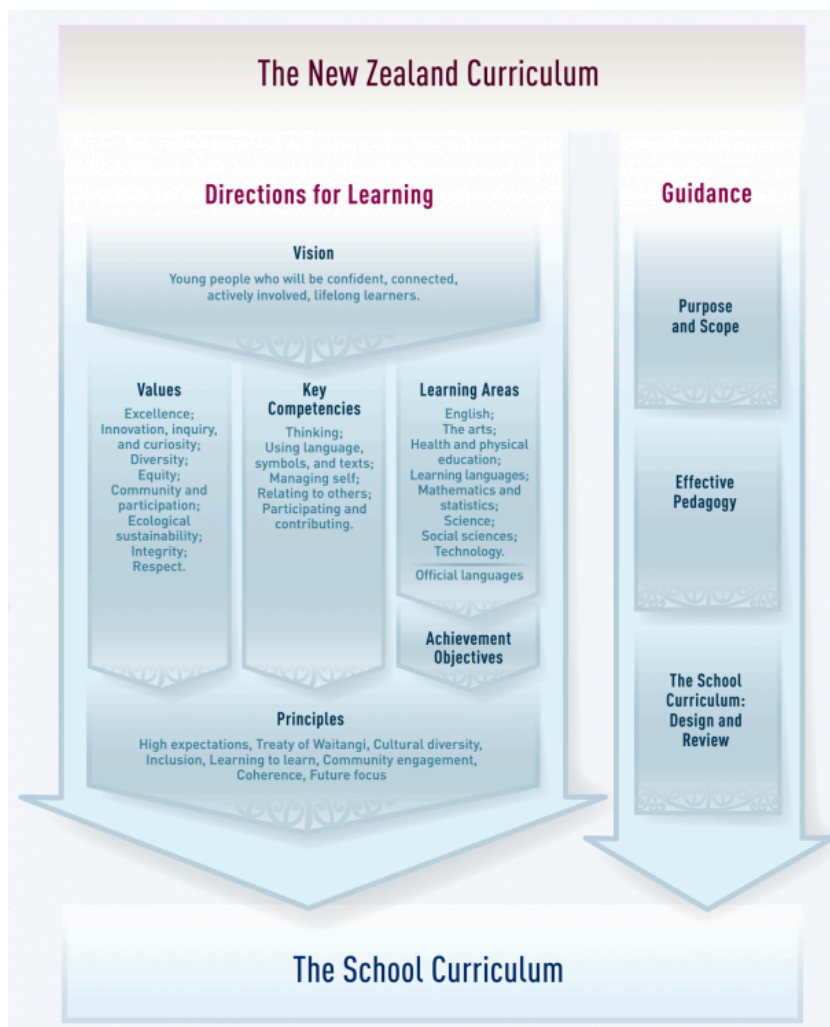 The New Zealand Curriculum
Directions for Learning
Vision
Young people who will be confident, connected,
actively involved, lifelong learners.
Values
Excellence;
Innovation, inquiry,
and curiosity;
Diversity;
Equity;
Community and
participation;
Ecological
sustainability;
Integrity;
Respect.
Key
Competencies
Thinking;
Using language,
symbols, and texts;
Managing self;
Relating to others;
Participating and
contributing.
Learning Areas
English;
The arts;
Health and physical
education;
Learning languages;
Mathematics and
statistics;
Science;
Social sciences;
Technology.
Official languages
Achievement
Objectives
Principles
High expectations, Treaty of Waitangi, Cultural diversity,
Inclusion, Learning to learn, Community engagement,
Coherence, Future focus
Guidance
Purpose
and Scope
Effective
Pedagogy
The School
Curriculum:
Design and
Review
The School Curriculum